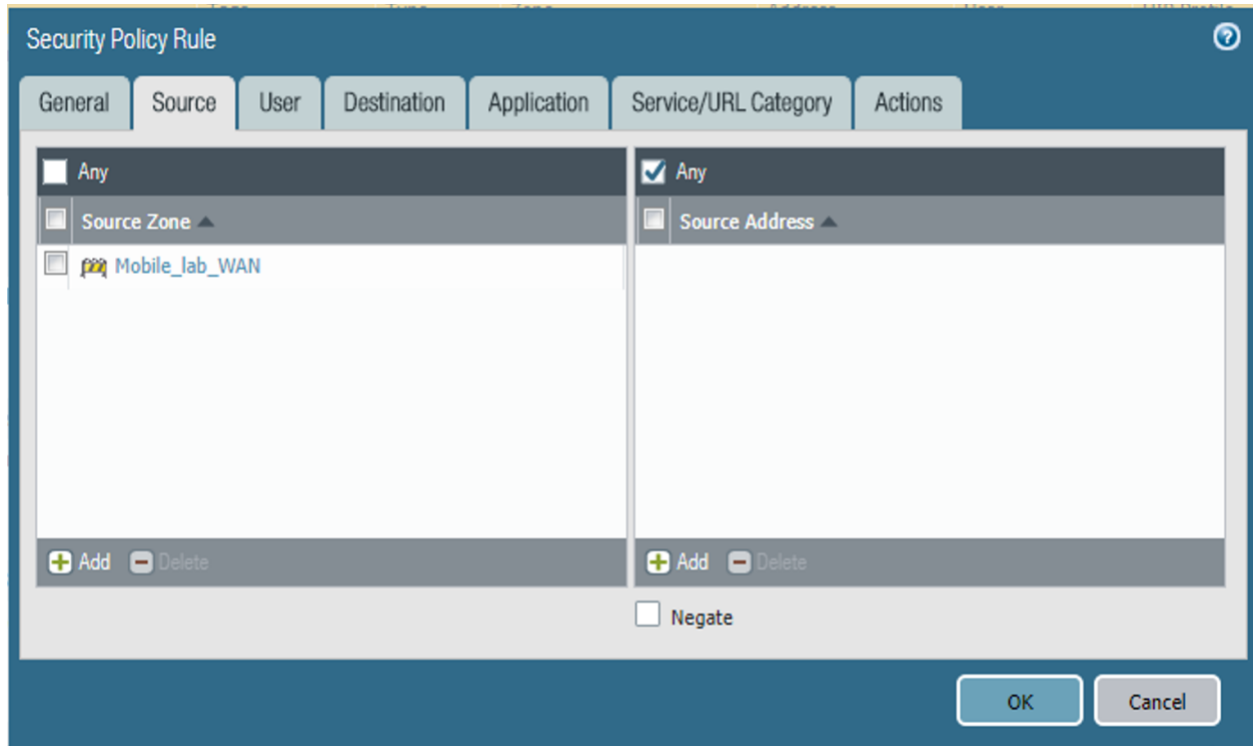 Security Policy Rule
General Source User Destination Application Service/URL Category Actions
Any
Source Zone
Mobile_lab_WAN
Add Delete
Any
Source Address
Add Delete
Negate
OK Cancel